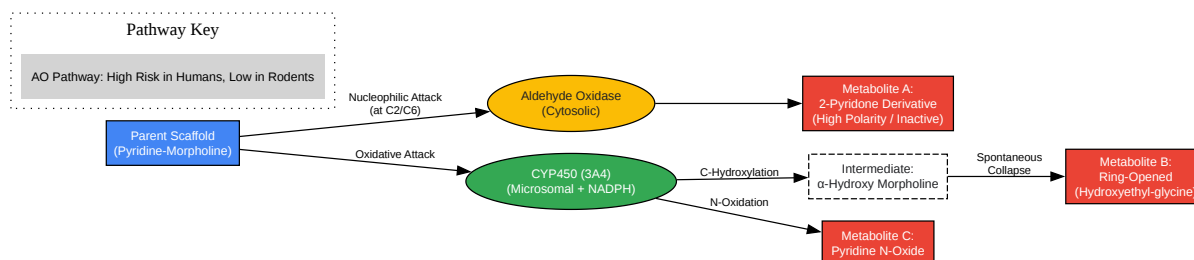 Pathway Key
AO Pathway: High Risk in Humans, Low in Rodents
Parent Scaffold
(Pyridine-Morpholine)
Nucleophilic Attack
(at C2/C6)
Oxidative Attack
Aldehyde Oxidase
(Cytosolic)
CYP450 (3A4)
(Microsomal + NADPH)
C-Hydroxylation
N-Oxidation
Metabolite A:
2-Pyridone Derivative
(High Polarity / Inactive)
Intermediate:
α-Hydroxy Morpholine
Spontaneous
Collapse
Metabolite B:
Ring-Opened
(Hydroxyethyl-glycine)
Metabolite C:
Pyridine N-Oxide